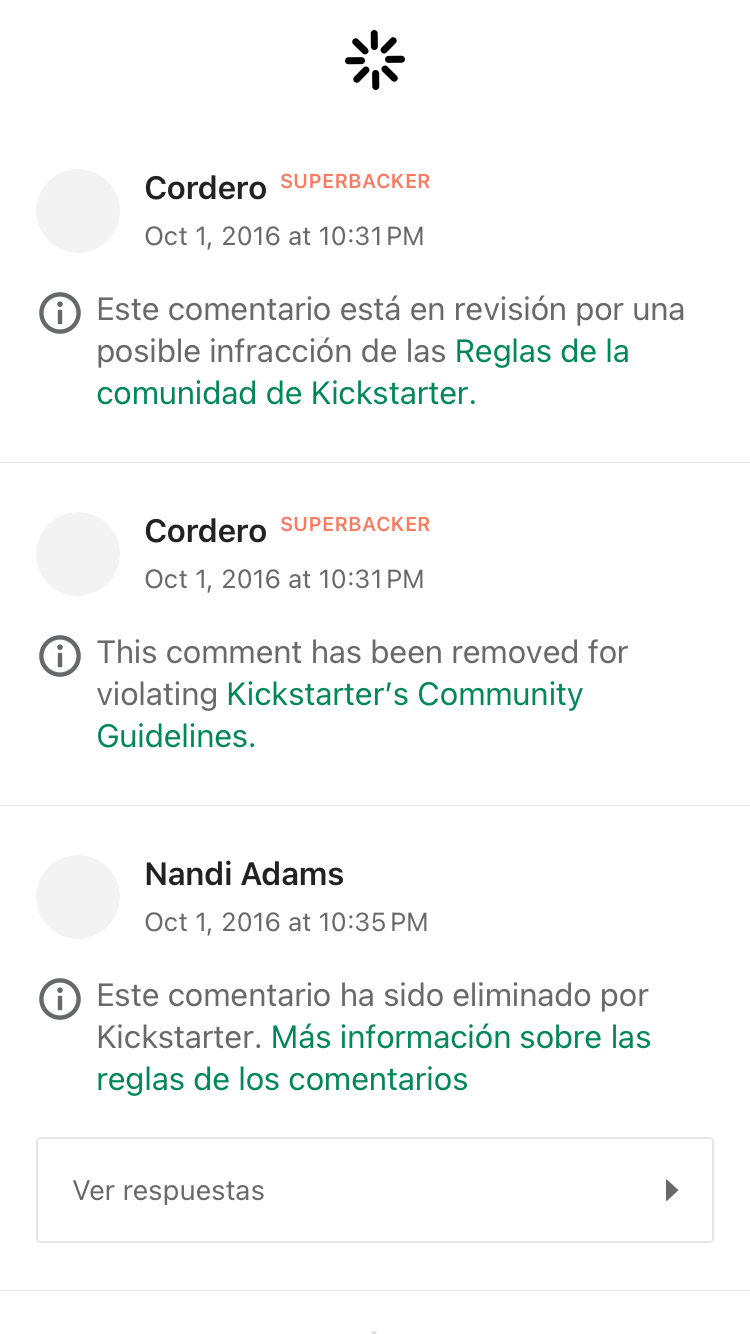 Cordero SUPERBACKER
Oct 1, 2016 at 10:31 PM
Este comentario está en revisión por una
posible infracción de las Reglas de la
comunidad de Kickstarter.
Cordero SUPERBACKER
Oct 1, 2016 at 10:31 PM
This comment has been removed for
violating Kickstarter’s Community
Guidelines.
Nandi Adams
Oct 1, 2016 at 10:35 PM
Este comentario ha sido eliminado por
Kickstarter. Más información sobre las
reglas de los comentarios
Ver respuestas